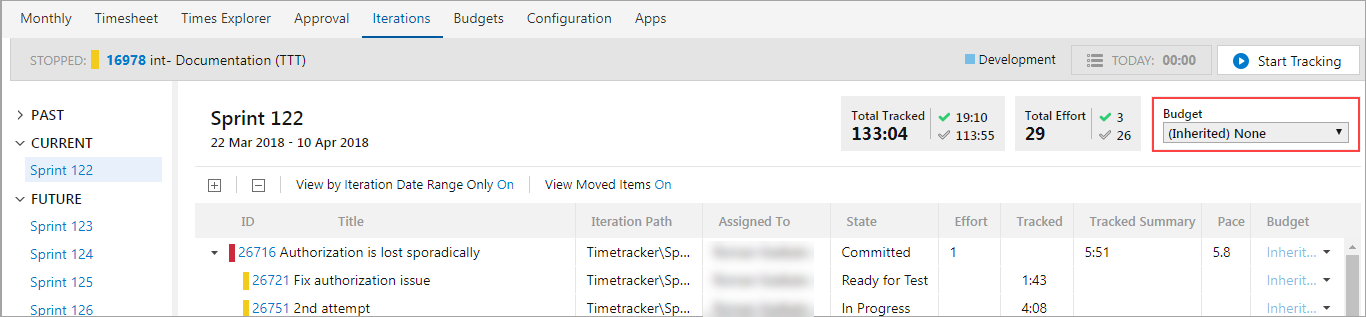 Monthly Timesheet Times Explorer Approval Iterations Budgets Configuration Apps
STOPPED: 16978 int- Documentation (TTT) Development TODAY: 00:00 Start Tracking
PAST
CURRENT
Sprint 122
FUTURE
Sprint 123
Sprint 124
Sprint 125
Sprint 126
Sprint 122
22 Mar 2018 - 10 Apr 2018
Total Tracked
133:04
19:10
113:55
Total Effort
29
3
26
Budget
(Inherited) None
View by Iteration Date Range Only On View Moved Items On
ID Title Iteration Path Assigned To State Effort Tracked Tracked Summary Pace Budget
26716 Authorization is lost sporadically Timetracker\Sp... Committed 1 5:51 5.8 Inherit...
26721 Fix authorization issue Timetracker\Sp... Ready for Test 1:43 Inherit...
26751 2nd attempt Timetracker\Sp... In Progress 4:08 Inherit...